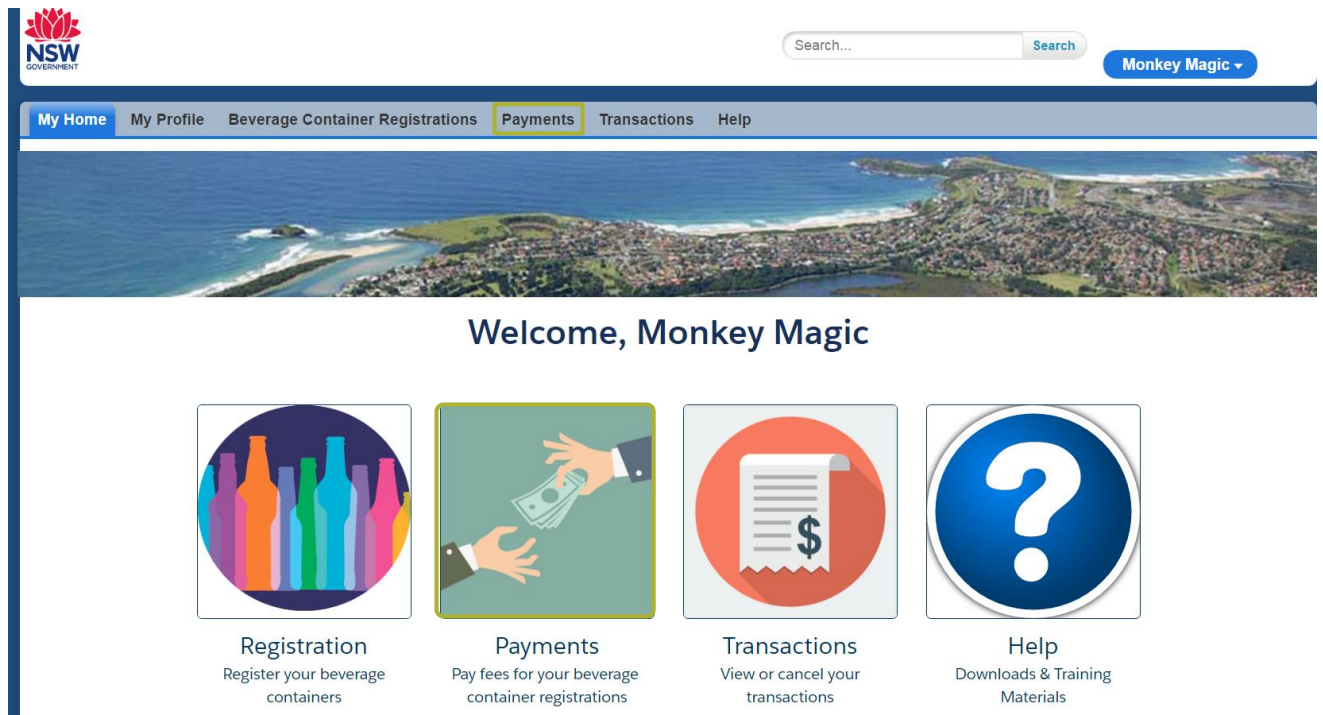 NSW
GOVERNMENT
Search...
Search
Monkey Magic
My Home My Profile Beverage Container Registrations Payments Transactions Help
Welcome, Monkey Magic
$
?
Registration
Register your beverage
containers
Payments
Pay fees for your beverage
container registrations
Transactions
View or cancel your
transactions
Help
Downloads & Training
Materials